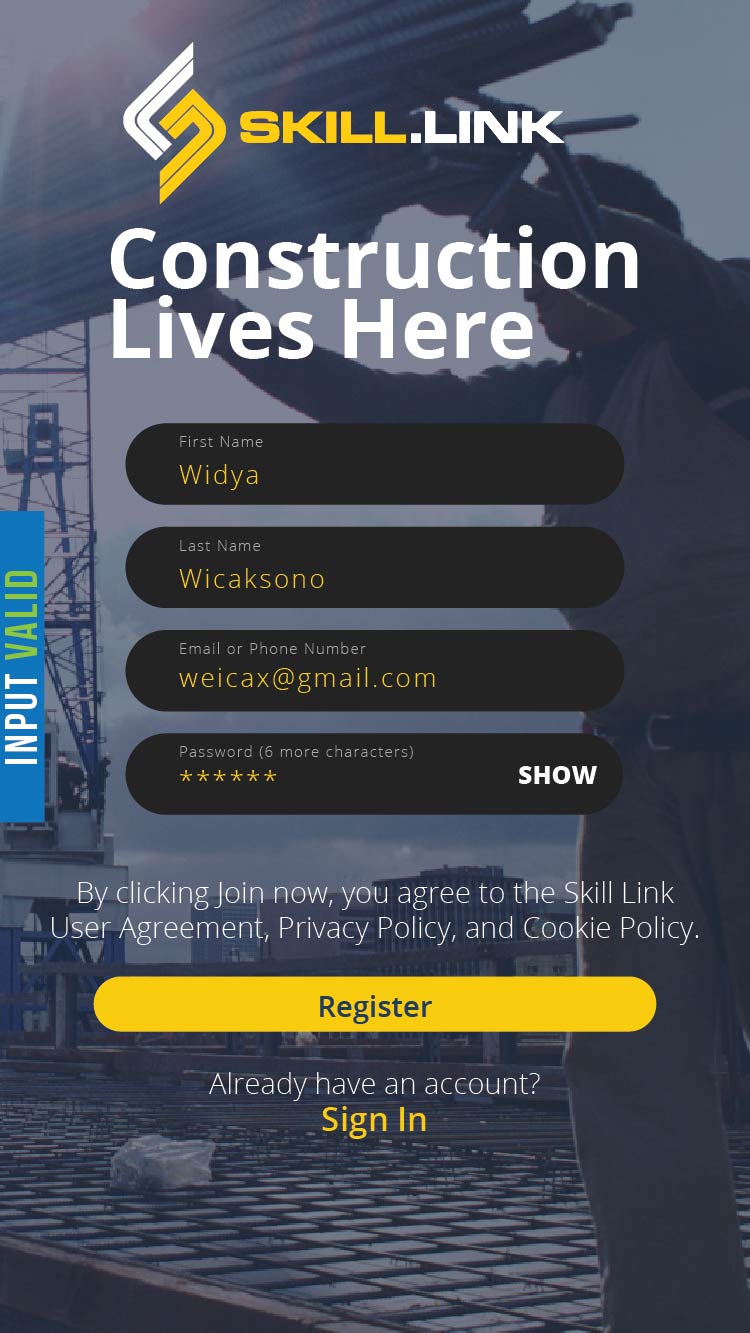 SKILL.LINK
Construction
Lives Here
First Name
Widya
Last Name
Wicaksono
Email or Phone Number
weicax@gmail.com
Password (6 more characters)
******
SHOW
INPUT VALID
By clicking Join now, you agree to the Skill Link
User Agreement, Privacy Policy, and Cookie Policy.
Register
Already have an account?
Sign In